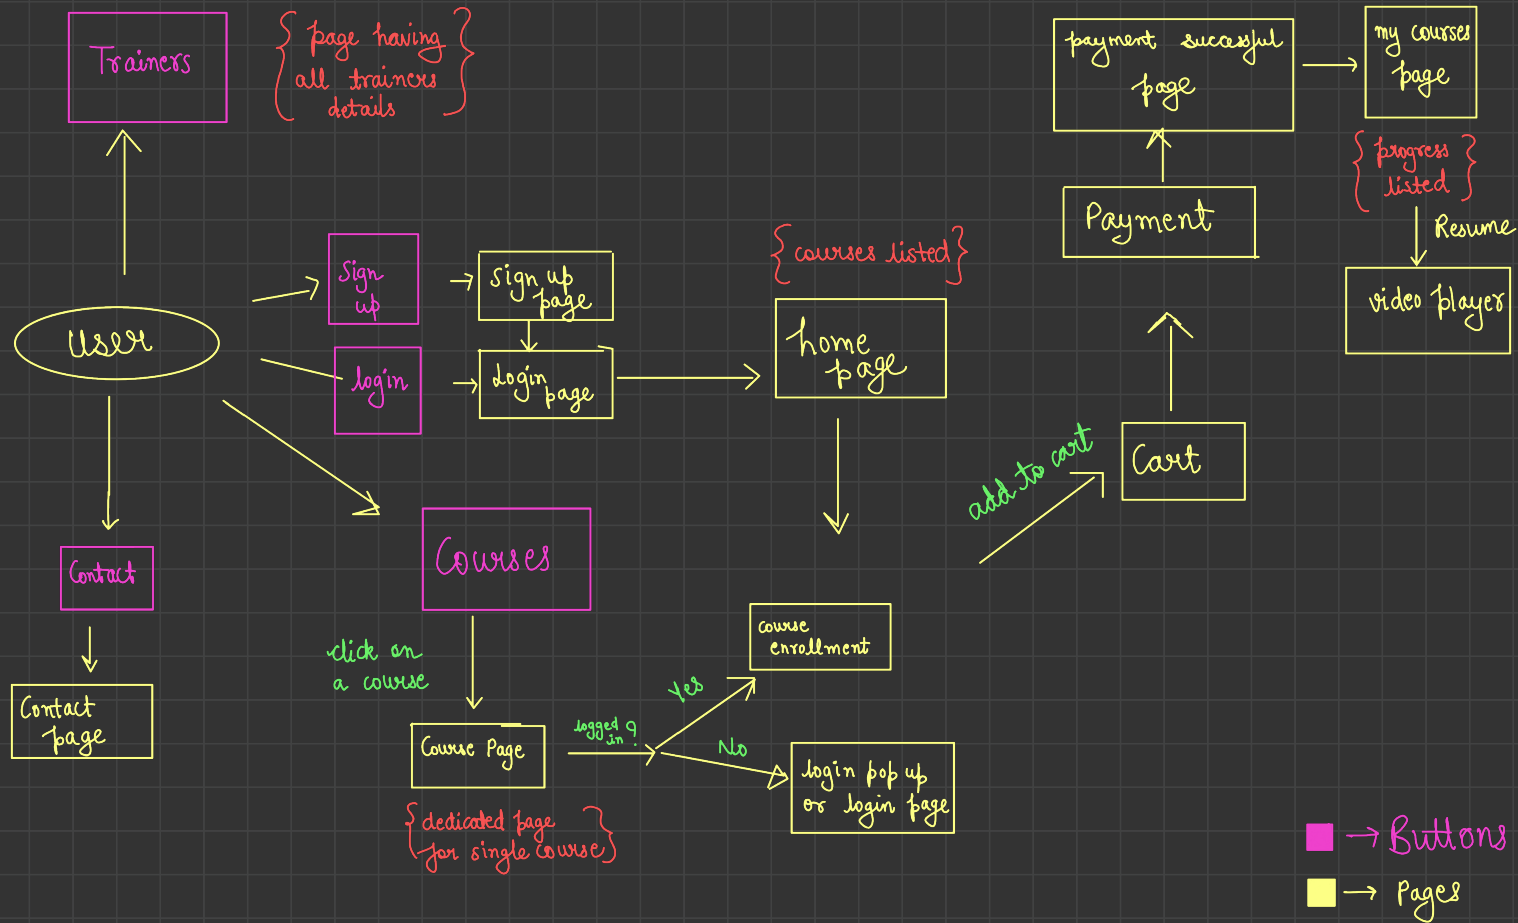 Trainers
page having
all trainers
details
payment successful
page
my courses
page
progress
listed
Resume
video player
Payment
courses listed
Sign
up
sign up
page
User
login
Login
page
home
page
add to cart
Cart
Contact
Contact
page
Courses
click on
a course
Course Page
dedicated page
for single course
logged
in?
Yes
No
course
enrollment
login pop up
or login page
Buttons
Pages